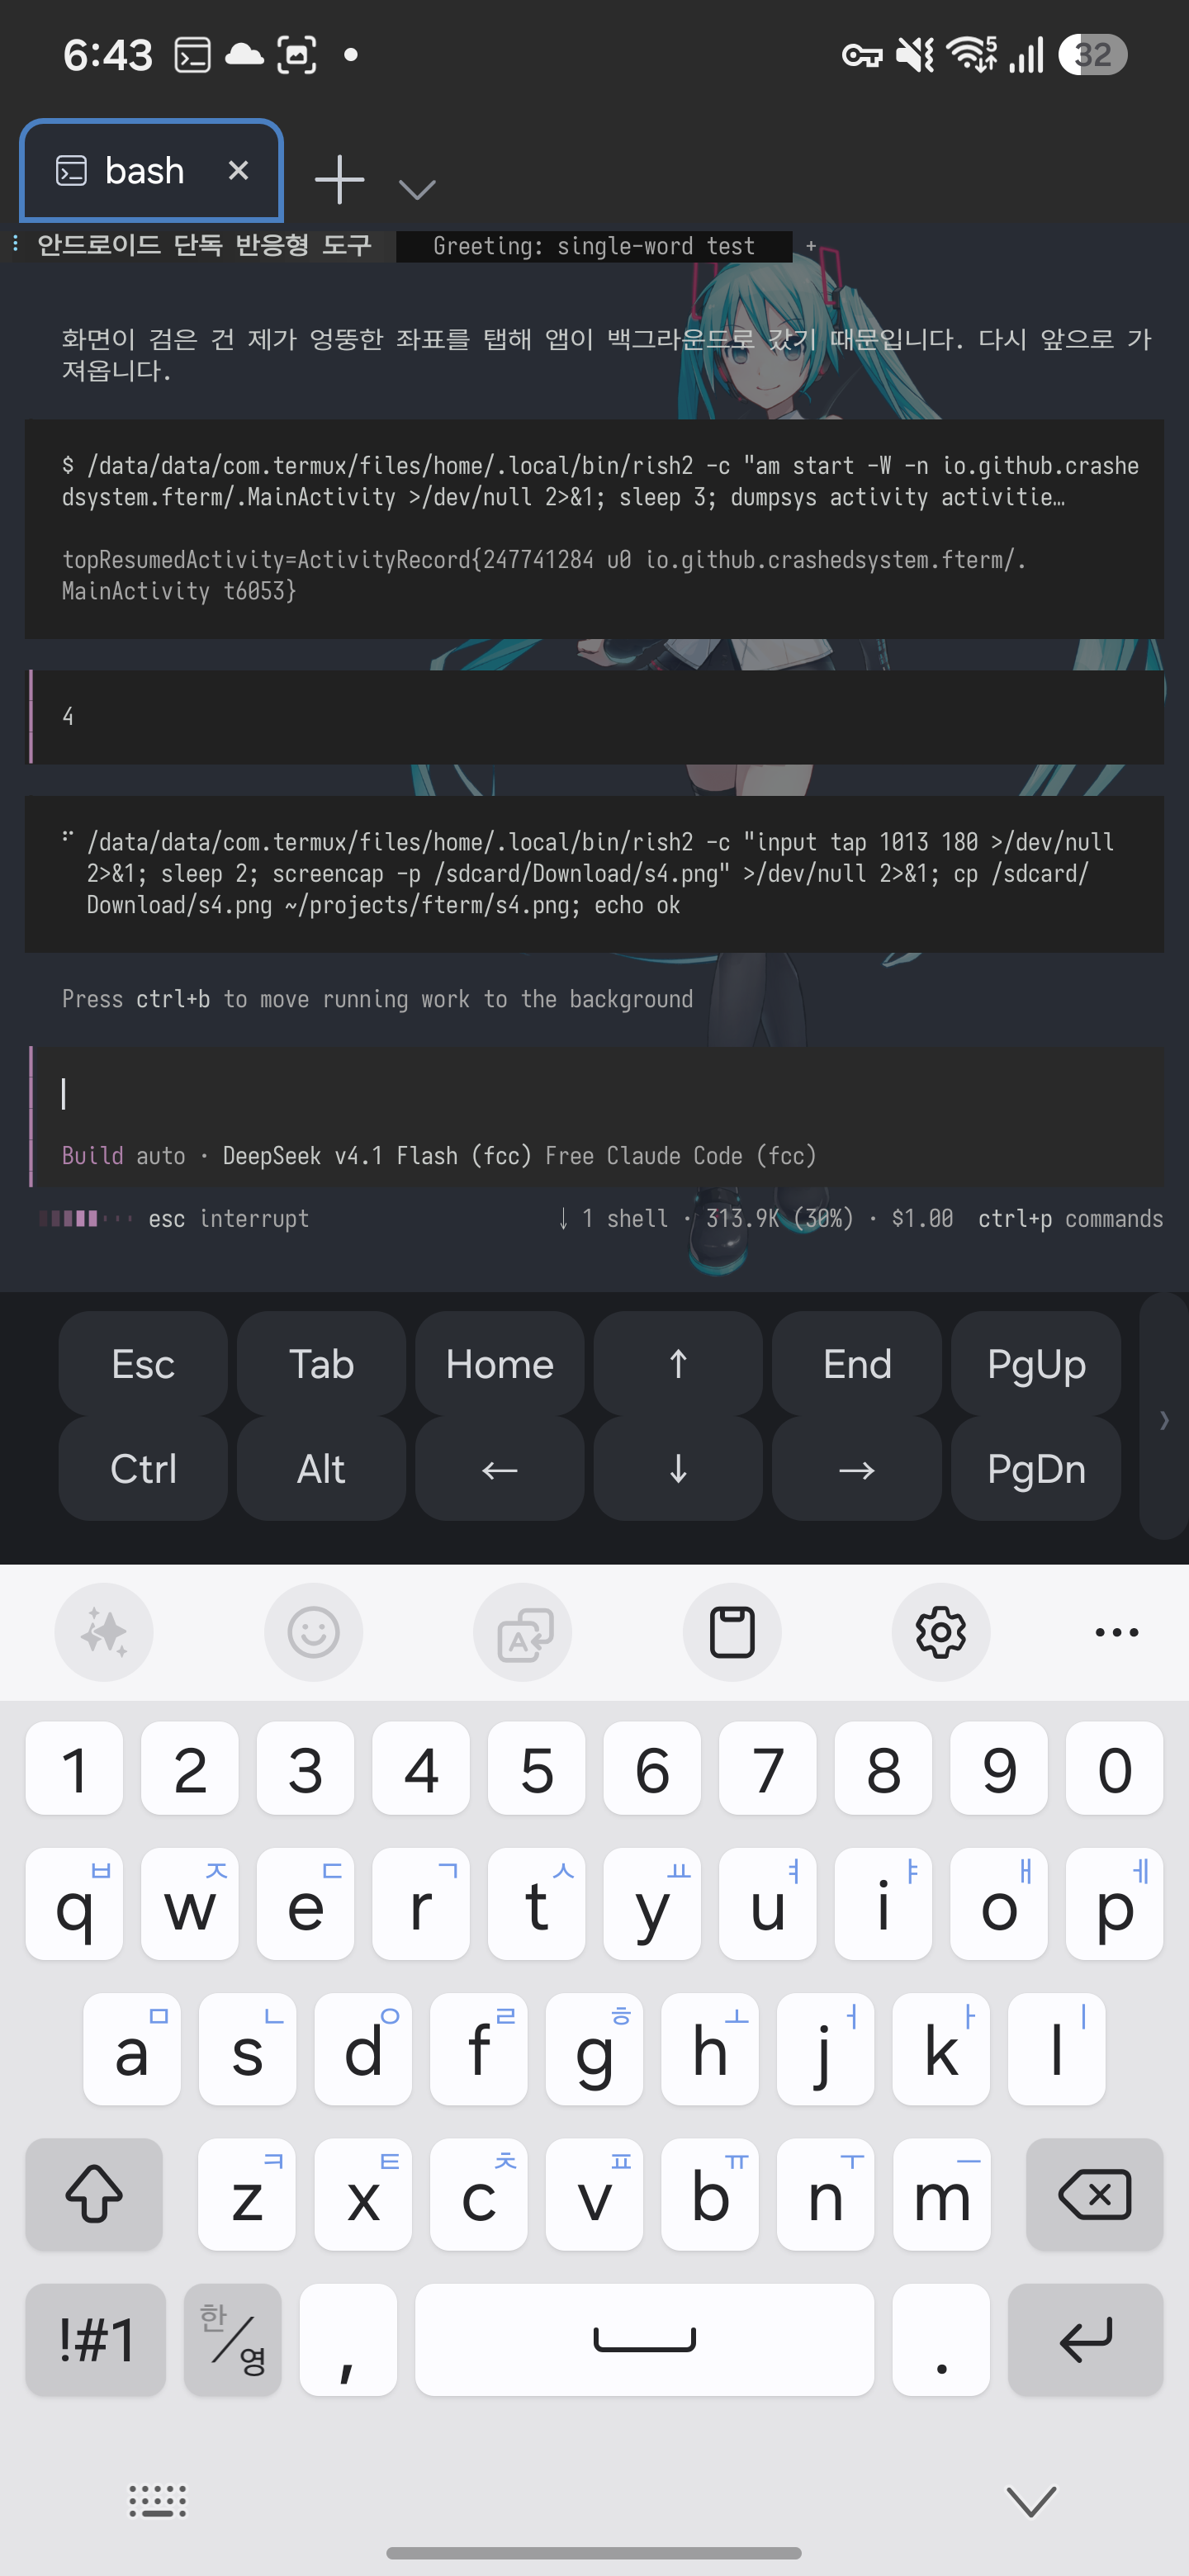 6:43
5
32
bash
안드로이드 단독 반응형 도구 Greeting: single-word test +
화면이 검은 건 제가 엉뚱한 좌표를 탭해 앱이 백그라운드로 갔기 때문입니다. 다시 앞으로 가
져옵니다.
$ /data/data/com.termux/files/home/.local/bin/rish2 -c "am start -W -n io.github.crashe
dsystem.fterm/.MainActivity >/dev/null 2>&1; sleep 3; dumpsys activity activitie…
topResumedActivity=ActivityRecord{247741284 u0 io.github.crashedsystem.fterm/.
MainActivity t6053}
4
/data/data/com.termux/files/home/.local/bin/rish2 -c "input tap 1013 180 >/dev/null
2>&1; sleep 2; screencap -p /sdcard/Download/s4.png" >/dev/null 2>&1; cp /sdcard/
Download/s4.png ~/projects/fterm/s4.png; echo ok
Press ctrl+b to move running work to the background
Build auto · DeepSeek v4.1 Flash (fcc) Free Claude Code (fcc)
esc interrupt ↓ 1 shell · 313.9K (30%) · $1.00 ctrl+p commands
Esc Tab Home ↑ End PgUp
Ctrl Alt ← ↓ → PgDn
1 2 3 4 5 6 7 8 9 0
q ㅂ w ㅈ e ㄷ r ㄱ t ㅅ y ㅛ u ㅕ i ㅑ o ㅐ p ㅔ
a ㅁ s ㄴ d ㅇ f ㄹ g ㅎ h ㅗ j ㅓ k ㅏ l ㅣ
z ㅋ x ㅌ c ㅊ v ㅍ b ㅠ n ㅜ m ㅡ
!#1 한/영 , .